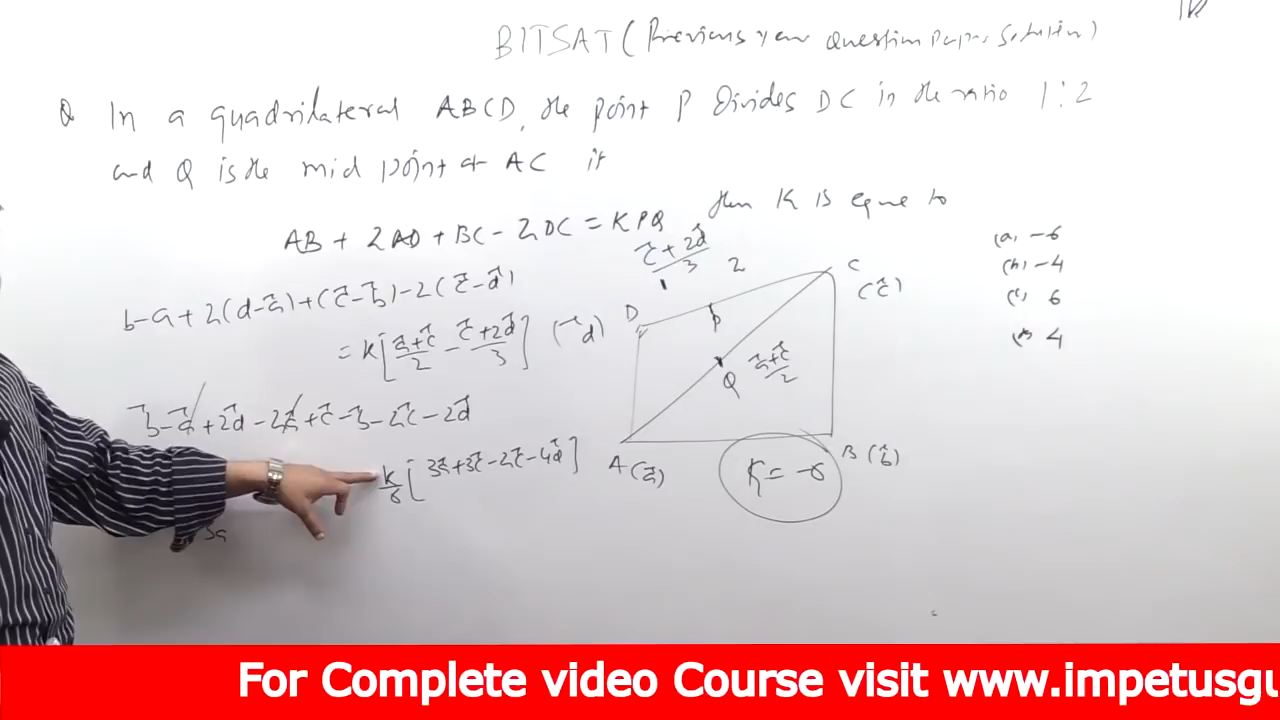 BITSAT (Previous year Question Paper Solution)
Q In a quadrilateral ABCD, the point P Divides DC in the ratio 1:2
and Q is the mid point of AC if
AB + 2AD + BC - 2DC = KPQ then K is eque to
(a) -6
(b) -4
(c) 6
4
b-a + 2(d-a⃗)+(c⃗-b⃗)-2(c⃗-d⃗)
= K[a⃗+c⃗/2 - c⃗+2d⃗/3]
b⃗-a⃗+2d⃗-2a⃗+c⃗-b⃗-2c⃗-2d⃗
K/6[3a⃗+3c⃗-2c⃗-4d⃗]
3a
c⃗+2d⃗/3
1
2
C
(c⃗)
D
(d⃗)
P
Q
a⃗+c⃗/2
A (a⃗)
B (b⃗)
K = -6
For Complete video Course visit www.impetusgu